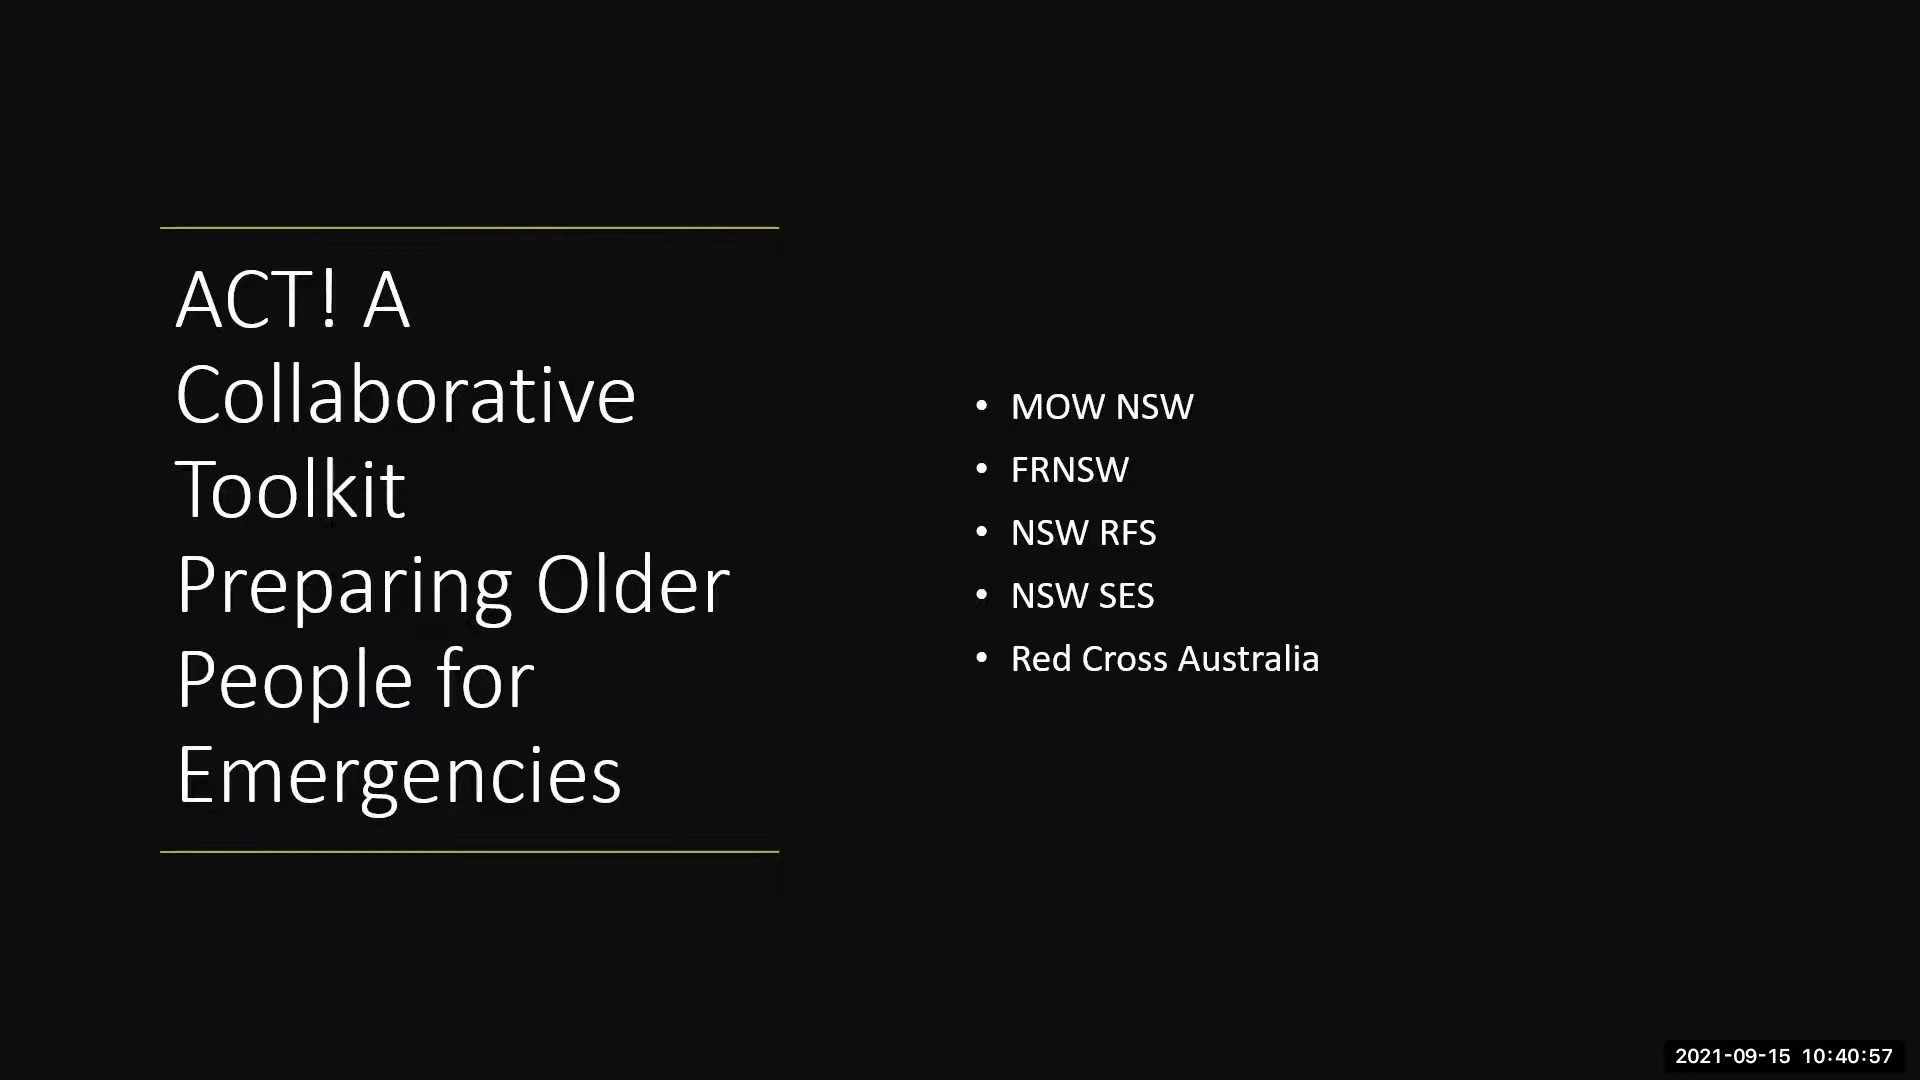 ACT! A
Collaborative
Toolkit
Preparing Older
People for
Emergencies
• MOW NSW
• FRNSW
• NSW RFS
• NSW SES
• Red Cross Australia
2021-09-15 10:40:57